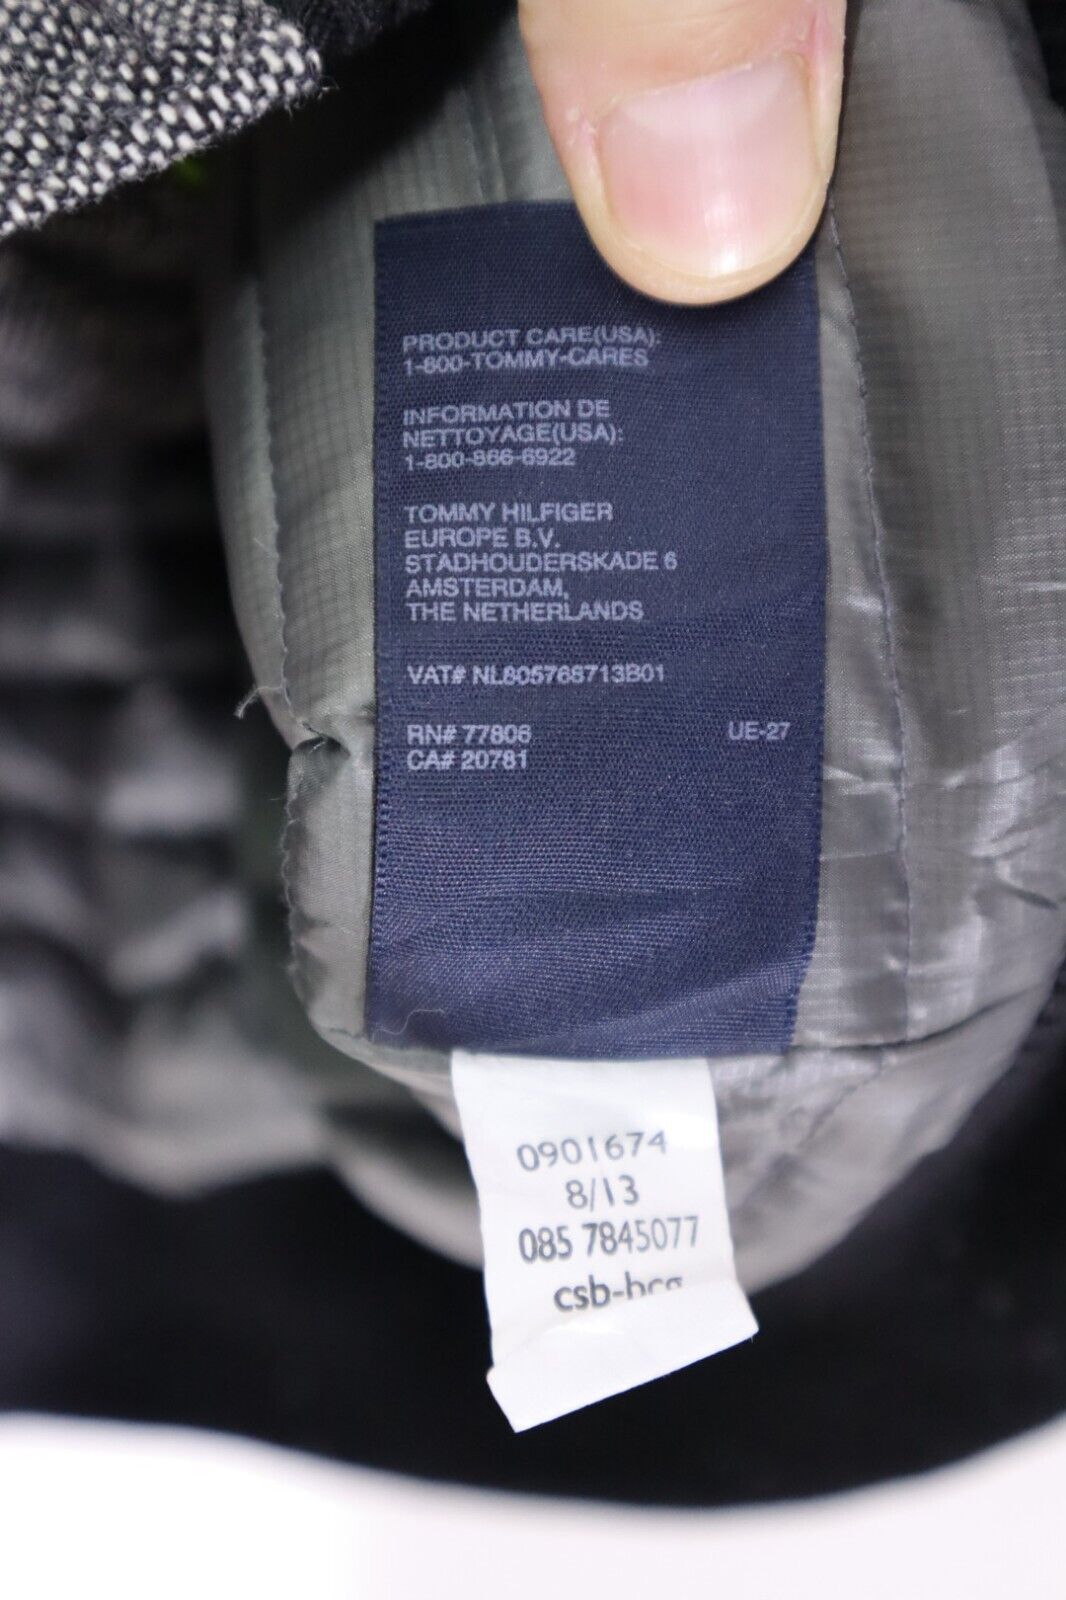 PRODUCT CARE(USA):
1-800-TOMMY-CARES
INFORMATION DE
NETTOYAGE(USA):
1-800-866-6922
TOMMY HILFIGER
EUROPE B.V.
STADHOUDERSKADE 6
AMSTERDAM,
THE NETHERLANDS
VAT# NL805768713B01
RN# 77806 UE-27
CA# 20781
0901674
8/13
085 7845077